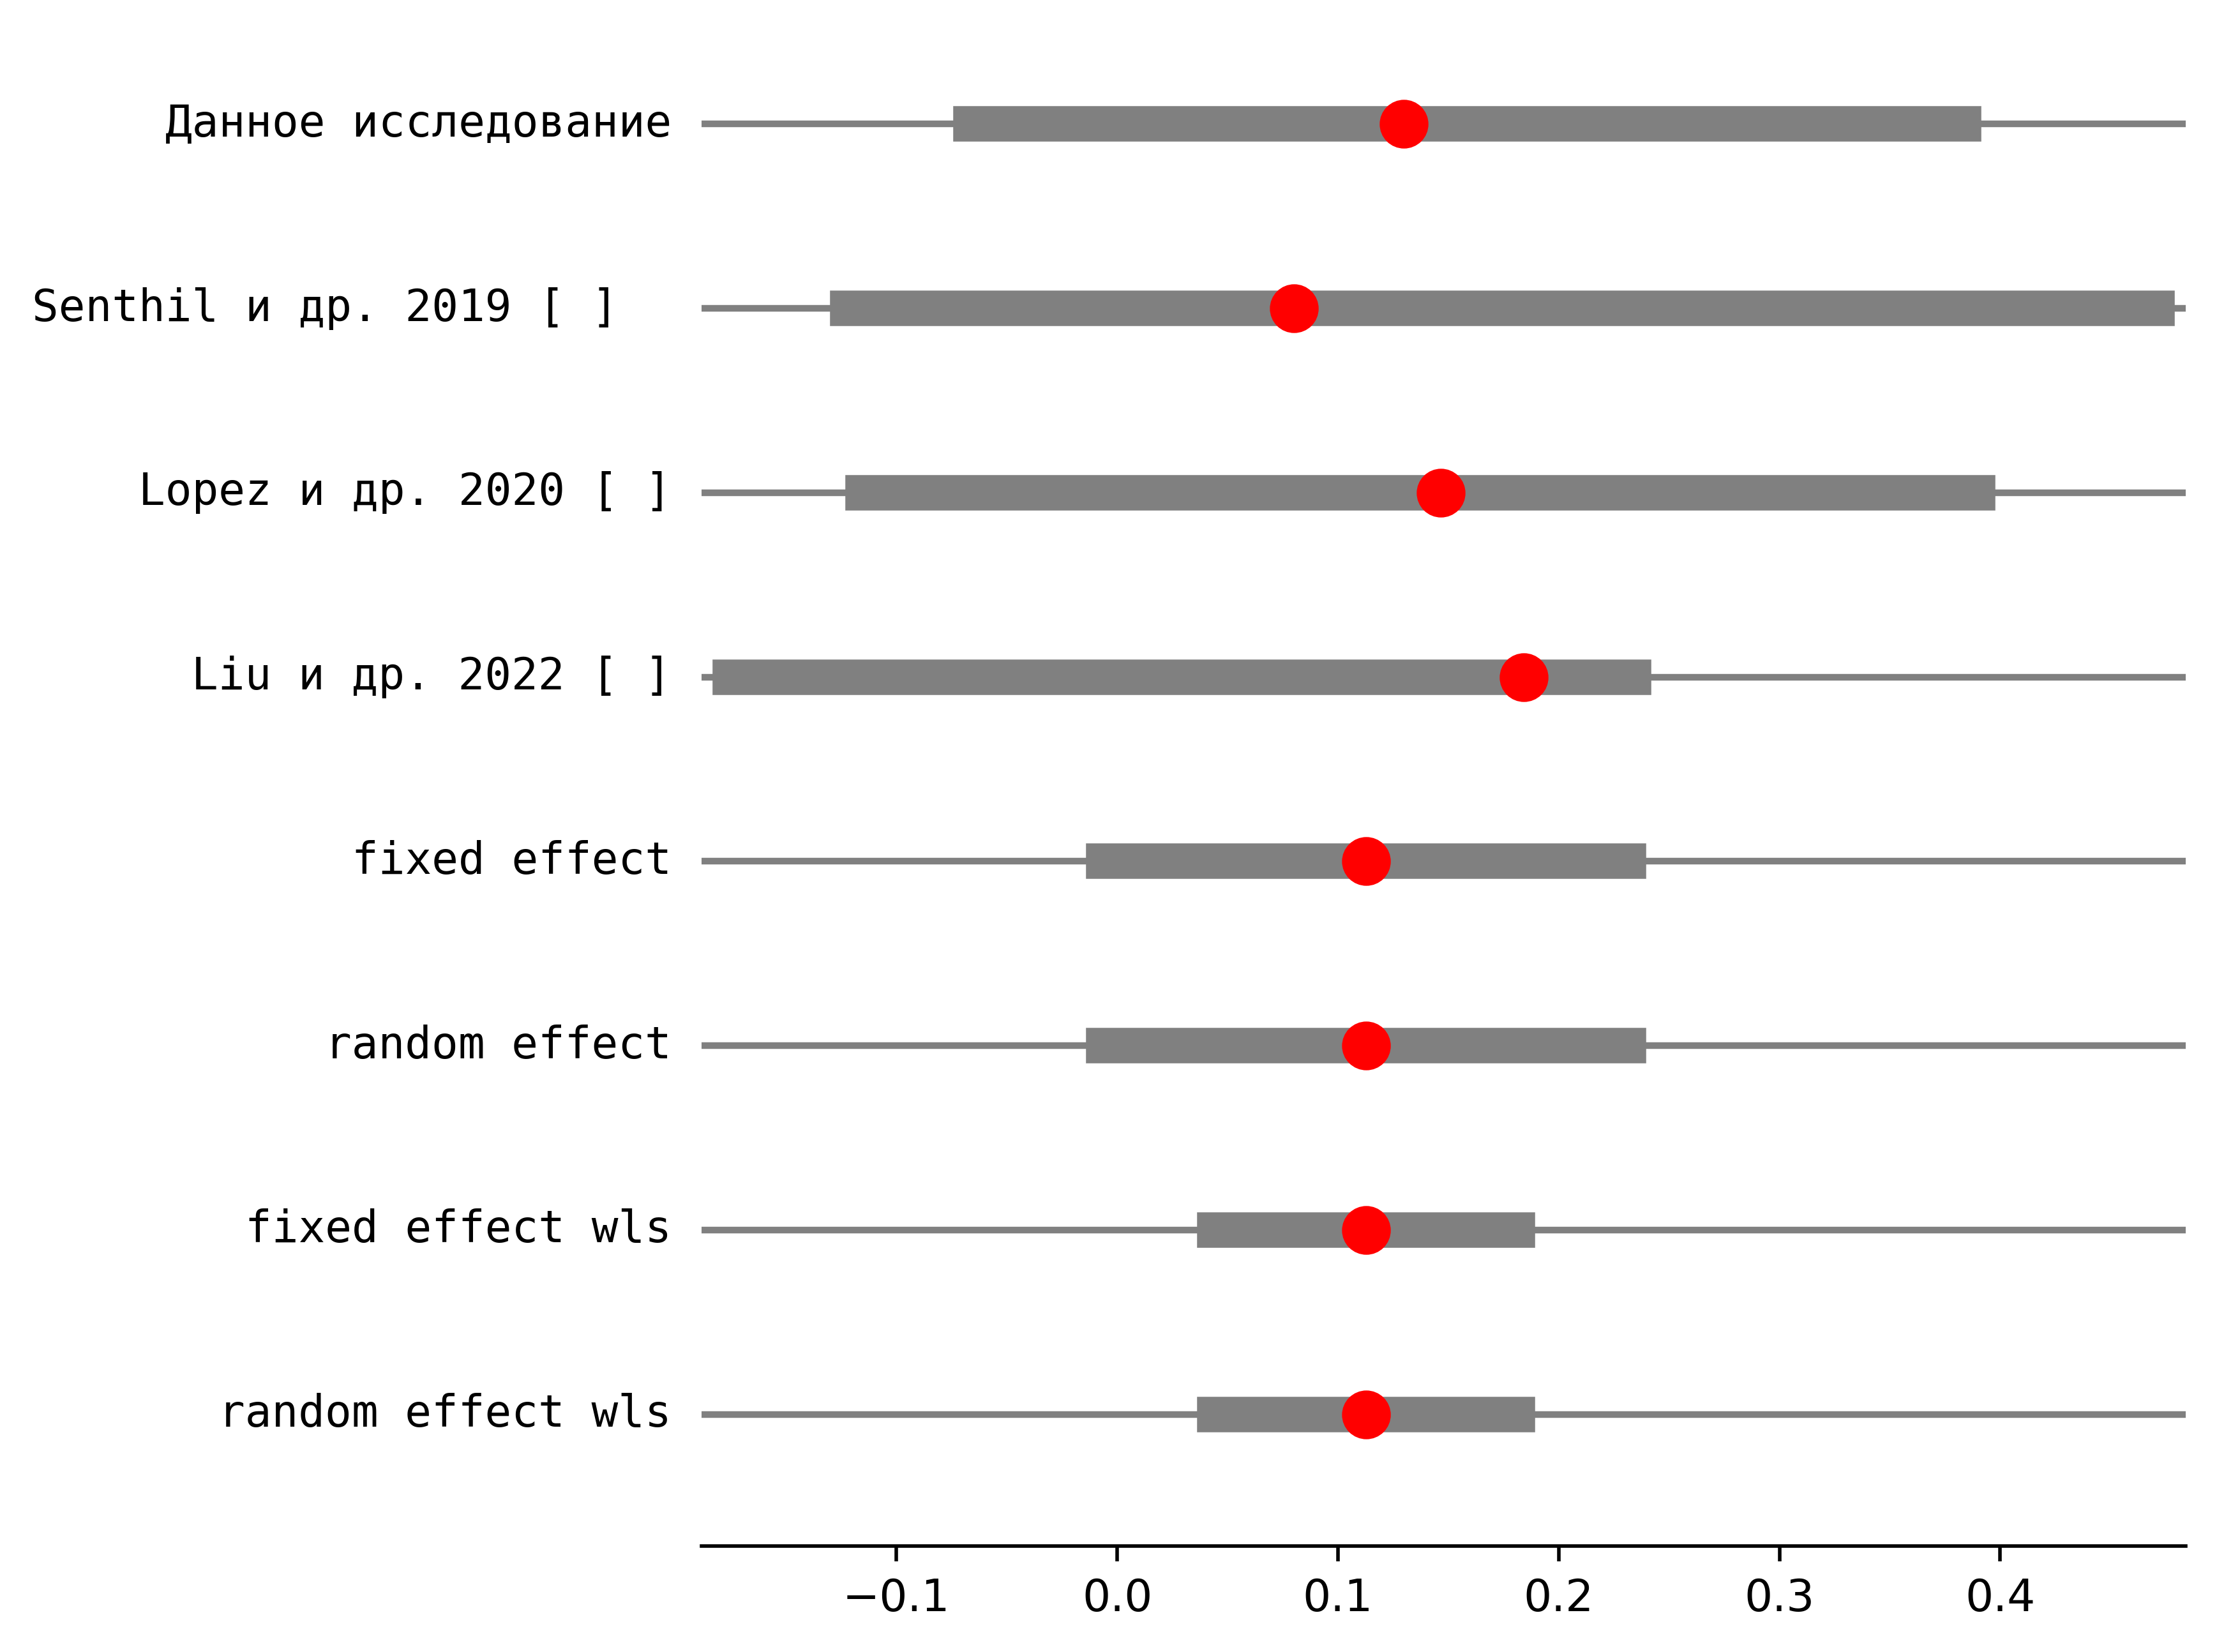 Данное исследование
Senthil и др. 2019 [ ]
Lopez и др. 2020 [ ]
Liu и др. 2022 [ ]
fixed effect
random effect
fixed effect wls
random effect wls
−0.1 0.0 0.1 0.2 0.3 0.4